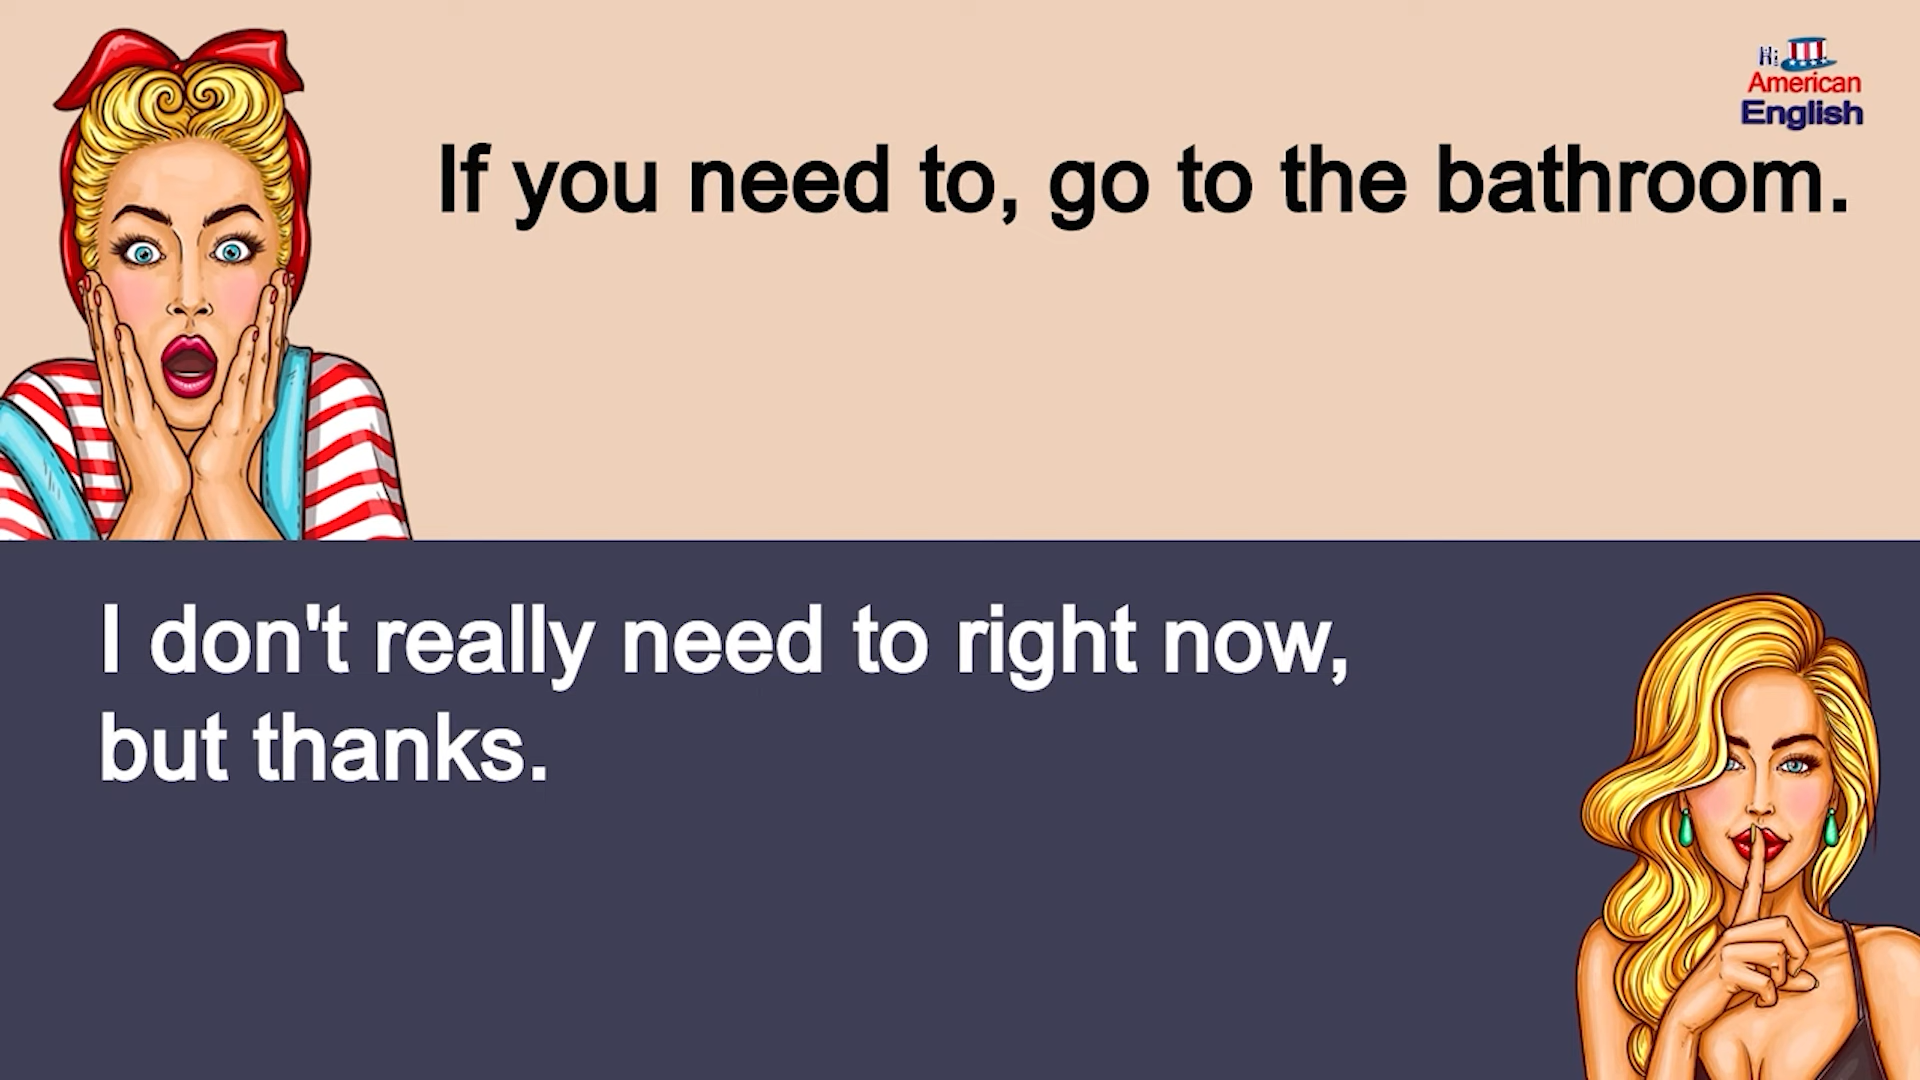 Hi
American
English
If you need to, go to the bathroom.
I don't really need to right now,
but thanks.